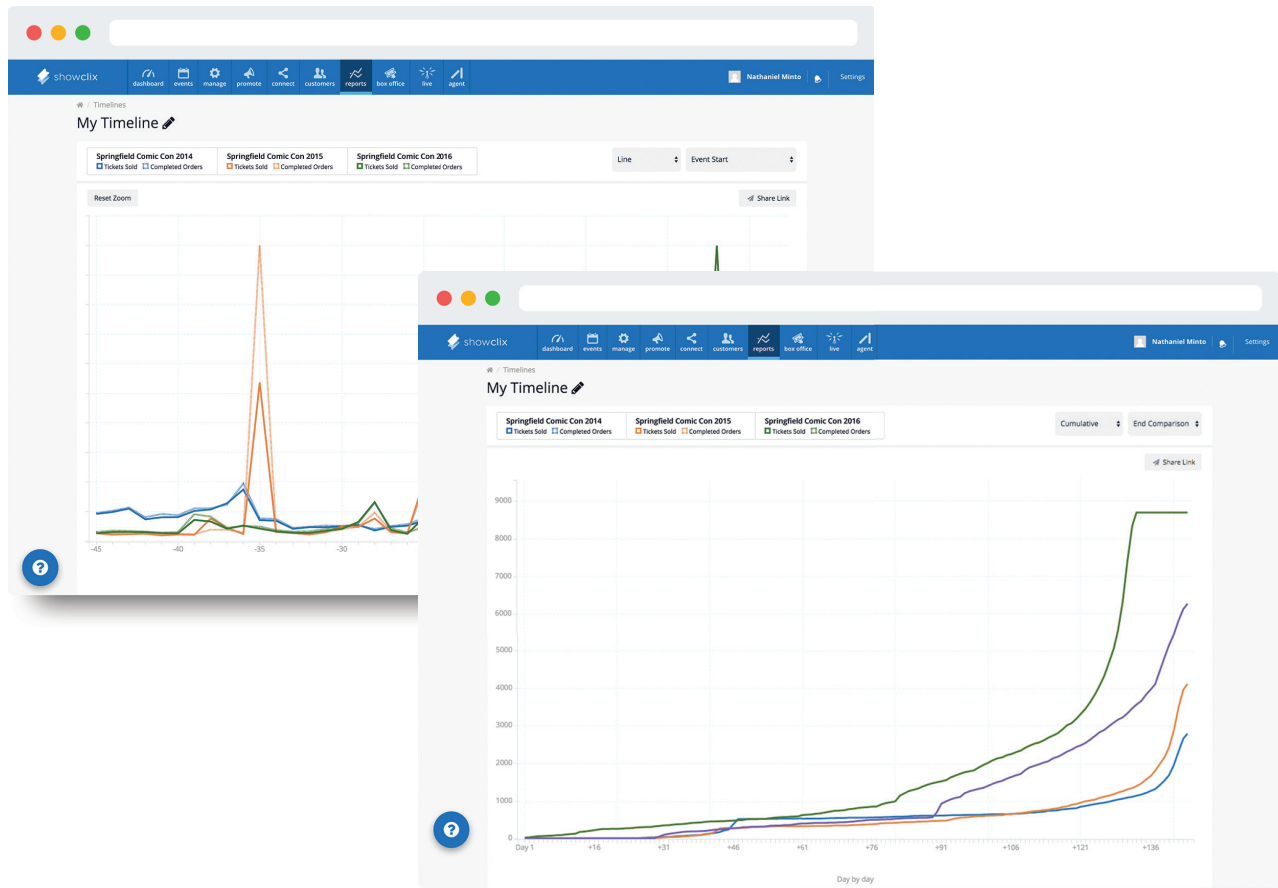 showclix
dashboard events manage promote connect customers reports box office live agent
Nathaniel Minto
Settings
/ Timelines
My Timeline
Springfield Comic Con 2014 Springfield Comic Con 2015 Springfield Comic Con 2016
Tickets Sold Completed Orders Tickets Sold Completed Orders Tickets Sold Completed Orders
Line Event Start
Reset Zoom
Share Link
-45 -40 -35 -30
?
showclix
dashboard events manage promote connect customers reports box office live agent
Nathaniel Minto
Settings
/ Timelines
My Timeline
Springfield Comic Con 2014 Springfield Comic Con 2015 Springfield Comic Con 2016
Tickets Sold Completed Orders Tickets Sold Completed Orders Tickets Sold Completed Orders
Cumulative End Comparison
Share Link
9000
8000
7000
6000
5000
4000
3000
2000
1000
0
Day 1 +16 +31 +46 +61 +76 +91 +106 +121 +136
Day by day
?